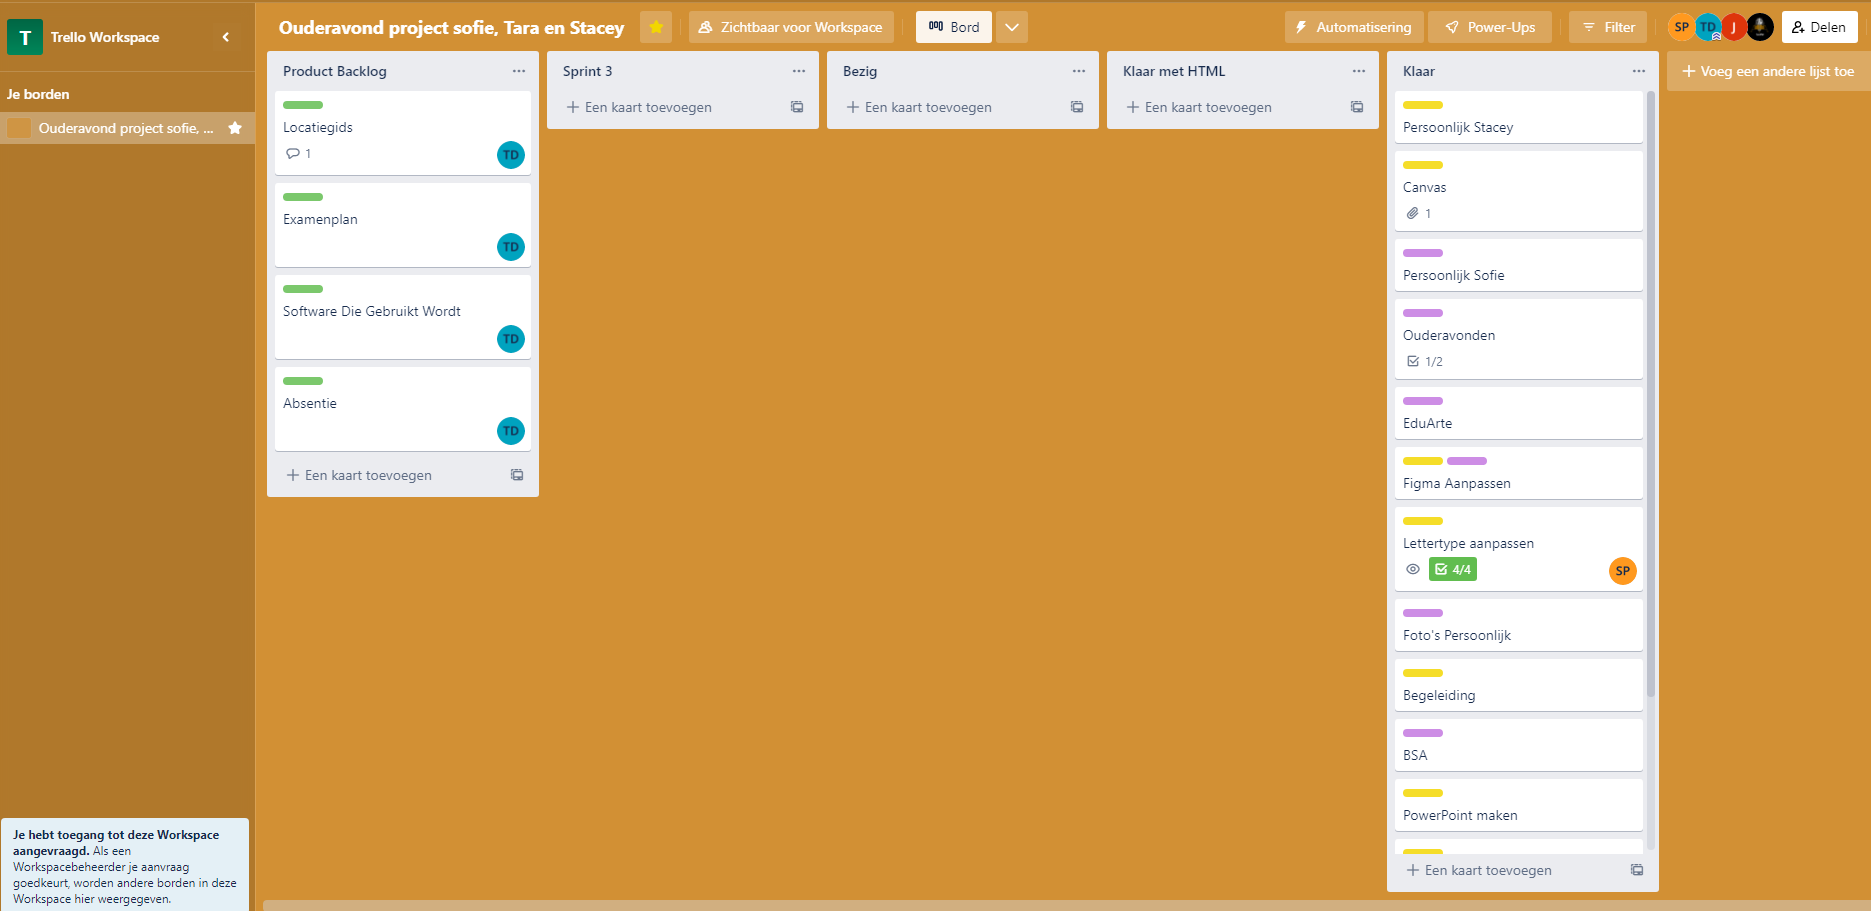 T
Trello Workspace
Je borden
Ouderavond project sofie, ...
Je hebt toegang tot deze Workspace
aangevraagd. Als een
Workspacebeheerder je aanvraag
goedkeurt, worden andere borden in deze
Workspace hier weergegeven.
Ouderavond project sofie, Tara en Stacey
Zichtbaar voor Workspace
Bord
Automatisering
Power-Ups
Filter
SP
TD
J
Delen
Product Backlog
Locatiegids
1
TD
Examenplan
TD
Software Die Gebruikt Wordt
TD
Absentie
TD
Een kaart toevoegen
Sprint 3
Een kaart toevoegen
Bezig
Een kaart toevoegen
Klaar met HTML
Een kaart toevoegen
Klaar
Persoonlijk Stacey
Canvas
1
Persoonlijk Sofie
Ouderavonden
1/2
EduArte
Figma Aanpassen
Lettertype aanpassen
4/4
SP
Foto's Persoonlijk
Begeleiding
BSA
PowerPoint maken
Een kaart toevoegen
Voeg een andere lijst toe